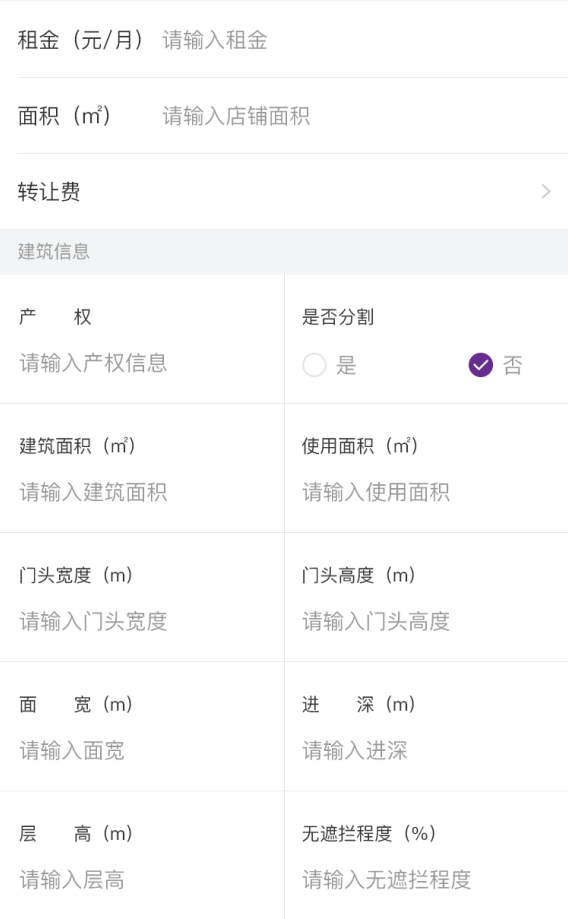 租金（元/月） 请输入租金
面积（㎡） 请输入店铺面积
转让费
建筑信息
产 权
是否分割
请输入产权信息
是 否
建筑面积（㎡）
使用面积（㎡）
请输入建筑面积
请输入使用面积
门头宽度（m）
门头高度（m）
请输入门头宽度
请输入门头高度
面 宽（m）
进 深（m）
请输入面宽
请输入进深
层 高（m）
无遮拦程度（%）
请输入层高
请输入无遮拦程度